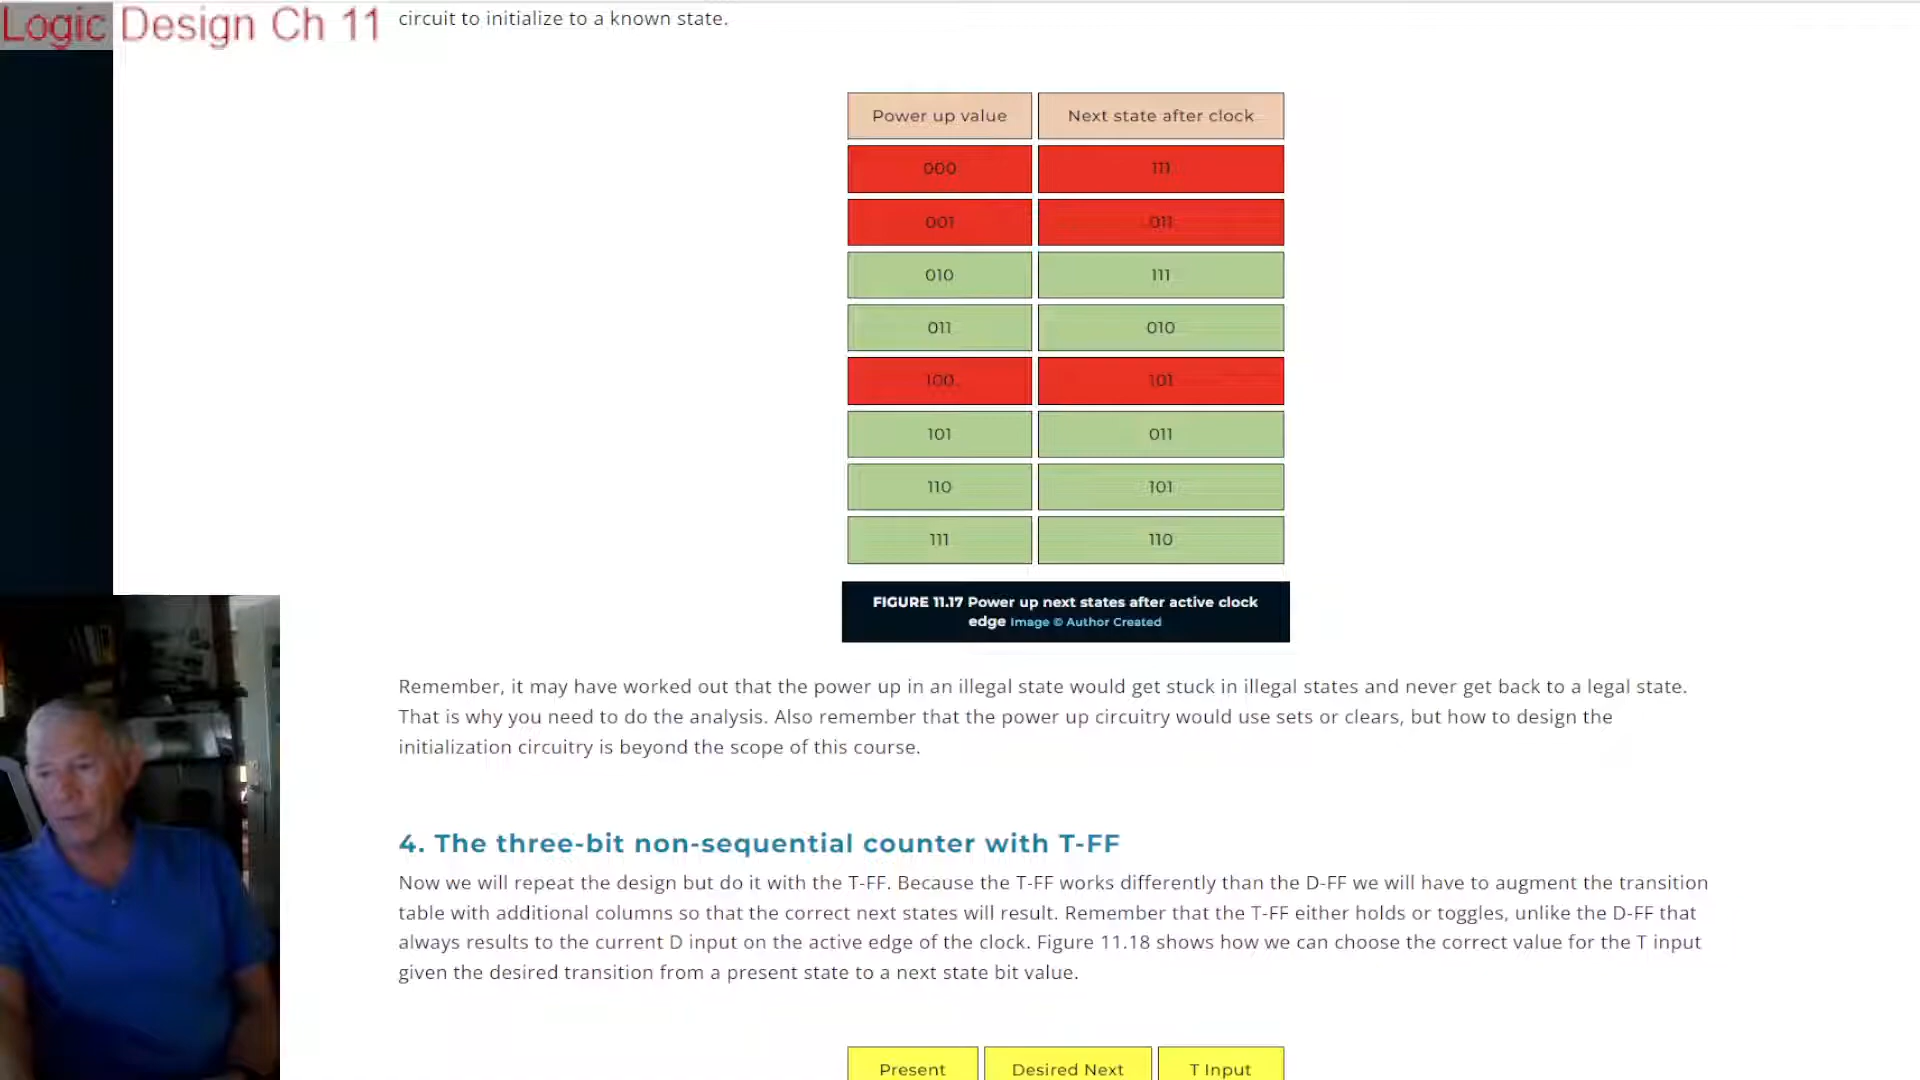 Logic Design Ch 11
circuit to initialize to a known state.
Power up value Next state after clock
000 111
001 011
010 111
011 010
100 101
101 011
110 101
111 110
FIGURE 11.17 Power up next states after active clock
edge Image © Author Created
Remember, it may have worked out that the power up in an illegal state would get stuck in illegal states and never get back to a legal state.
That is why you need to do the analysis. Also remember that the power up circuitry would use sets or clears, but how to design the
initialization circuitry is beyond the scope of this course.
4. The three-bit non-sequential counter with T-FF
Now we will repeat the design but do it with the T-FF. Because the T-FF works differently than the D-FF we will have to augment the transition
table with additional columns so that the correct next states will result. Remember that the T-FF either holds or toggles, unlike the D-FF that
always results to the current D input on the active edge of the clock. Figure 11.18 shows how we can choose the correct value for the T input
given the desired transition from a present state to a next state bit value.
Present Desired Next T Input